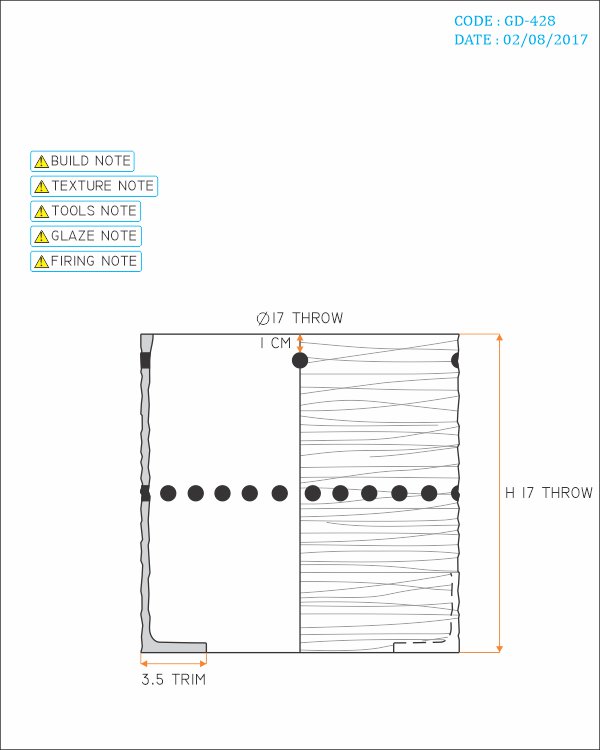 CODE : GD-428
DATE : 02/08/2017
BUILD NOTE
TEXTURE NOTE
TOOLS NOTE
GLAZE NOTE
FIRING NOTE
Ø17 THROW
1 CM
H 17 THROW
3.5 TRIM